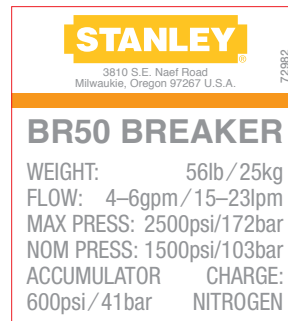 STANLEY
3810 S.E. Naef Road
Milwaukie, Oregon 97267 U.S.A.
72982
BR50 BREAKER
WEIGHT: 56lb/25kg
FLOW: 4–6gpm/15–23lpm
MAX PRESS: 2500psi/172bar
NOM PRESS: 1500psi/103bar
ACCUMULATOR CHARGE:
600psi/41bar NITROGEN